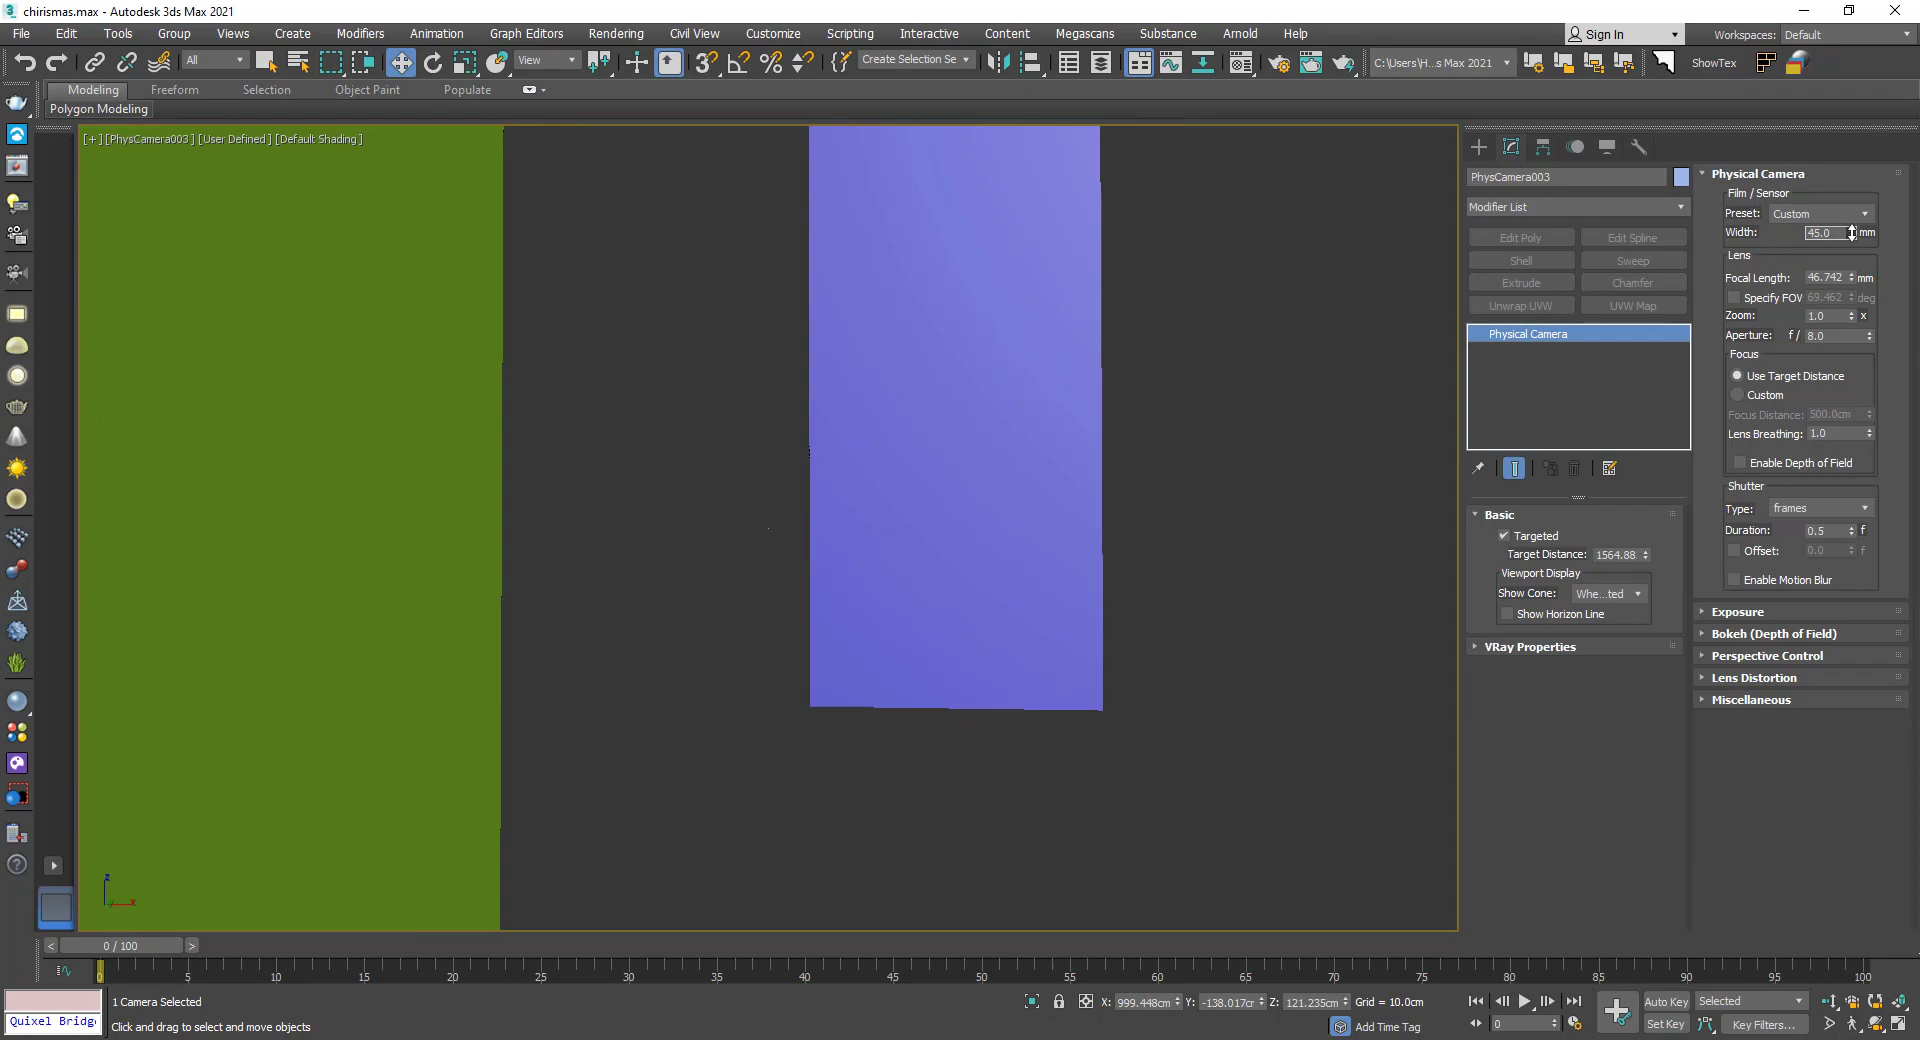 chirismas.max - Autodesk 3ds Max 2021
File Edit Tools Group Views Create Modifiers Animation Graph Editors Rendering Civil View Customize Scripting Interactive Content Megascans Substance Arnold Help
Sign In
Workspaces: Default
All
View
Create Selection Se
C:\Users\H...s Max 2021
ShowTex
Modeling Freeform Selection Object Paint Populate
Polygon Modeling
[+] [PhysCamera003] [User Defined] [Default Shading]
PhysCamera003
Modifier List
Edit Poly Edit Spline
Shell Sweep
Extrude Chamfer
Unwrap UVW UVW Map
Physical Camera
Basic
Targeted
Target Distance: 1564.88
Viewport Display
Show Cone: Whe...ted
Show Horizon Line
VRay Properties
Physical Camera
Film / Sensor
Preset: Custom
Width: 45.0 mm
Lens
Focal Length: 46.742 mm
Specify FOV 69.462 deg
Zoom: 1.0 x
Aperture: f / 8.0
Focus
Use Target Distance
Custom
Focus Distance: 500.0cm
Lens Breathing: 1.0
Enable Depth of Field
Shutter
Type: frames
Duration: 0.5 f
Offset: 0.0 f
Enable Motion Blur
Exposure
Bokeh (Depth of Field)
Perspective Control
Lens Distortion
Miscellaneous
z
y x
< 0 / 100 >
0 5 10 15 20 25 30 35 40 45 50 55 60 65 70 75 80 85 90 95 100
1 Camera Selected
X: 999.448cm Y: -138.017cm Z: 121.235cm Grid = 10.0cm
Auto Key Selected
Quixel Bridg
Click and drag to select and move objects
Add Time Tag
0
Set Key Key Filters...